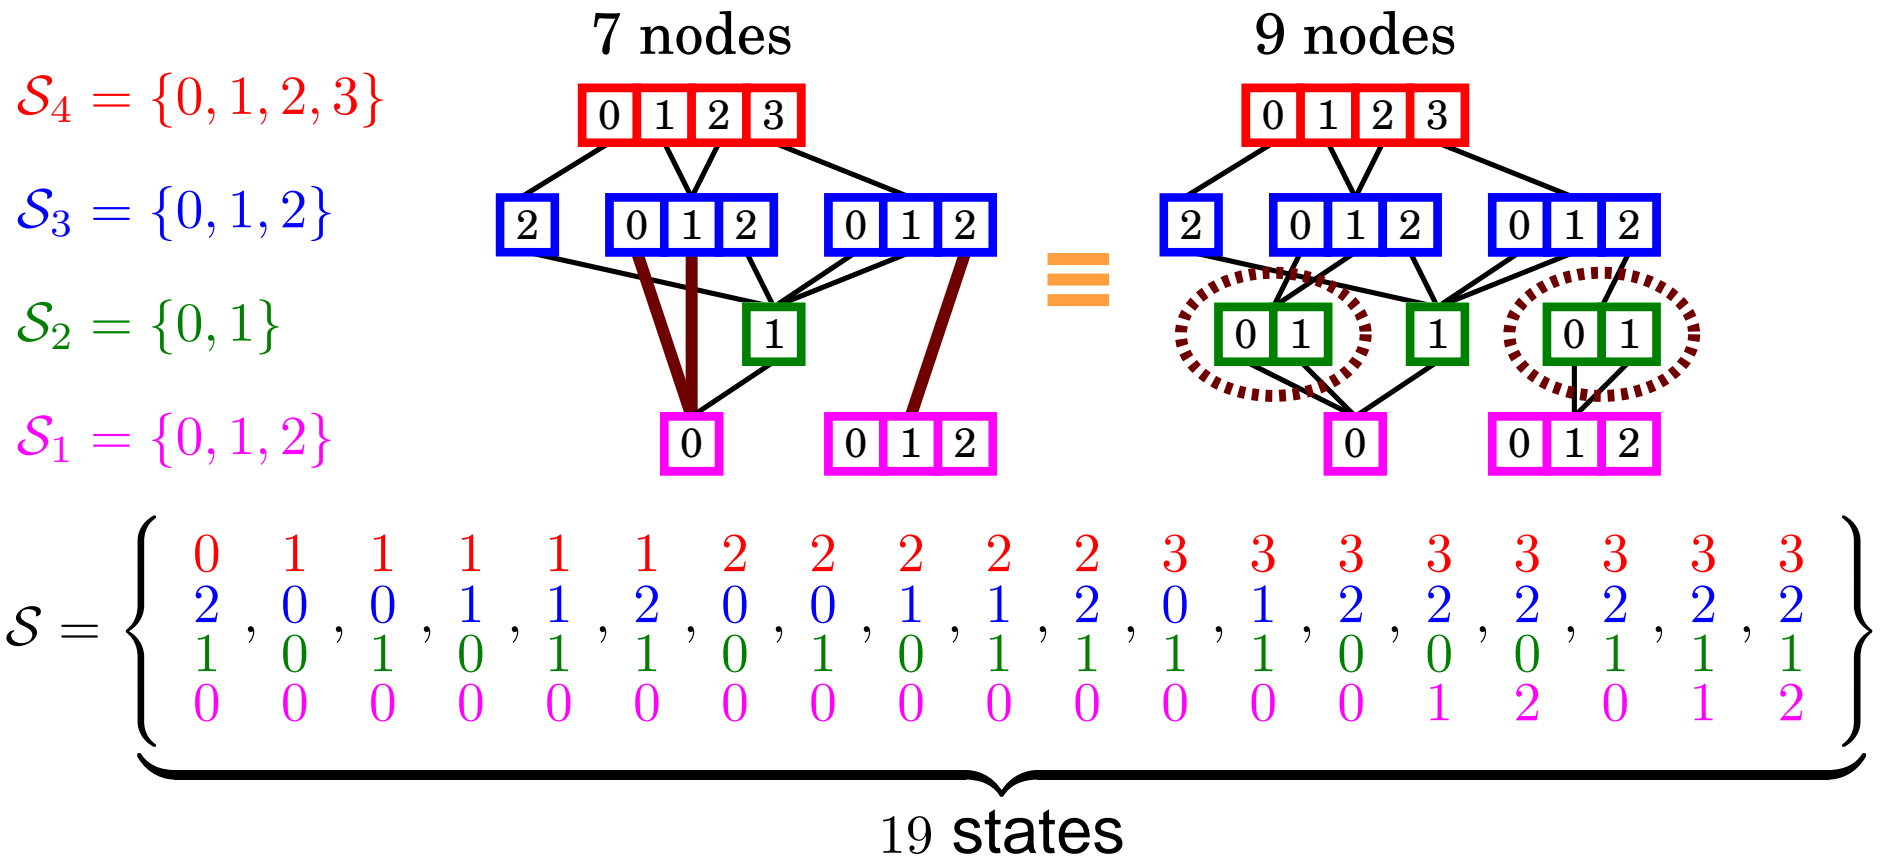 7 nodes 9 nodes
𝒮₄ = {0, 1, 2, 3} 0 1 2 3 0 1 2 3
𝒮₃ = {0, 1, 2} 2 0 1 2 0 1 2 ≡ 2 0 1 2 0 1 2
𝒮₂ = {0, 1} 1 0 1 1 0 1
𝒮₁ = {0, 1, 2} 0 0 1 2 0 0 1 2
0 1 1 1 1 1 2 2 2 2 2 3 3 3 3 3 3 3 3
2 0 0 1 1 2 0 0 1 1 2 0 1 2 2 2 2 2 2
𝒮 = { , , , , , , , , , , , , , , , , , , }
1 0 1 0 1 1 0 1 0 1 1 1 1 0 0 0 1 1 1
0 0 0 0 0 0 0 0 0 0 0 0 0 0 1 2 0 1 2
19 states